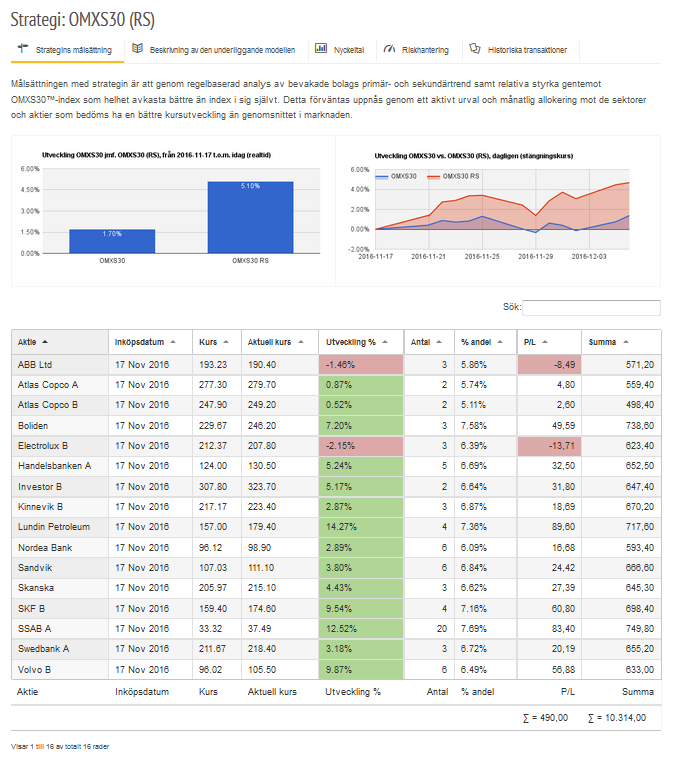 Strategi: OMXS30 (RS)
Strategins målsättning Beskrivning av den underliggande modellen Nyckeltal Riskhantering Historiska transaktioner
Målsättningen med strategin är att genom regelbaserad analys av bevakade bolags primär- och sekundärtrend samt relativa styrka gentemot
OMXS30™-index som helhet avkasta bättre än index i sig självt. Detta förväntas uppnås genom ett aktivt urval och månatlig allokering mot de sektorer
och aktier som bedöms ha en bättre kursutveckling än genomsnittet i marknaden.
Utveckling OMXS30 jmf. OMXS30 (RS), från 2016-11-17 t.o.m. idag (realtid)
6.00%
4.50%
3.00%
1.50%
0.00%
1.70%
5.10%
OMXS30 OMXS30 RS
Utveckling OMXS30 vs. OMXS30 (RS), dagligen (stängningskurs)
OMXS30 OMXS30 RS
6.00%
4.00%
2.00%
0.00%
-2.00%
2016-11-17 2016-11-21 2016-11-25 2016-11-29 2016-12-03
Sök:
Aktie Inköpsdatum Kurs Aktuell kurs Utveckling % Antal % andel P/L Summa
ABB Ltd 17 Nov 2016 193.23 190.40 -1.46% 3 5.86% -8,49 571,20
Atlas Copco A 17 Nov 2016 277.30 279.70 0.87% 2 5.74% 4,80 559,40
Atlas Copco B 17 Nov 2016 247.90 249.20 0.52% 2 5.11% 2,60 498,40
Boliden 17 Nov 2016 229.67 246.20 7.20% 3 7.58% 49,59 738,60
Electrolux B 17 Nov 2016 212.37 207.80 -2.15% 3 6.39% -13,71 623,40
Handelsbanken A 17 Nov 2016 124.00 130.50 5.24% 5 6.69% 32,50 652,50
Investor B 17 Nov 2016 307.80 323.70 5.17% 2 6.64% 31,80 647,40
Kinnevik B 17 Nov 2016 217.17 223.40 2.87% 3 6.87% 18,69 670,20
Lundin Petroleum 17 Nov 2016 157.00 179.40 14.27% 4 7.36% 89,60 717,60
Nordea Bank 17 Nov 2016 96.12 98.90 2.89% 6 6.09% 16,68 593,40
Sandvik 17 Nov 2016 107.03 111.10 3.80% 6 6.84% 24,42 666,60
Skanska 17 Nov 2016 205.97 215.10 4.43% 3 6.62% 27,39 645,30
SKF B 17 Nov 2016 159.40 174.60 9.54% 4 7.16% 60,80 698,40
SSAB A 17 Nov 2016 33.32 37.49 12.52% 20 7.69% 83,40 749,80
Swedbank A 17 Nov 2016 211.67 218.40 3.18% 3 6.72% 20,19 655,20
Volvo B 17 Nov 2016 96.02 105.50 9.87% 6 6.49% 56,88 633,00
Aktie Inköpsdatum Kurs Aktuell kurs Utveckling % Antal % andel P/L Summa
∑ = 490,00 ∑ = 10.314,00
Visar 1 till 16 av totalt 16 rader